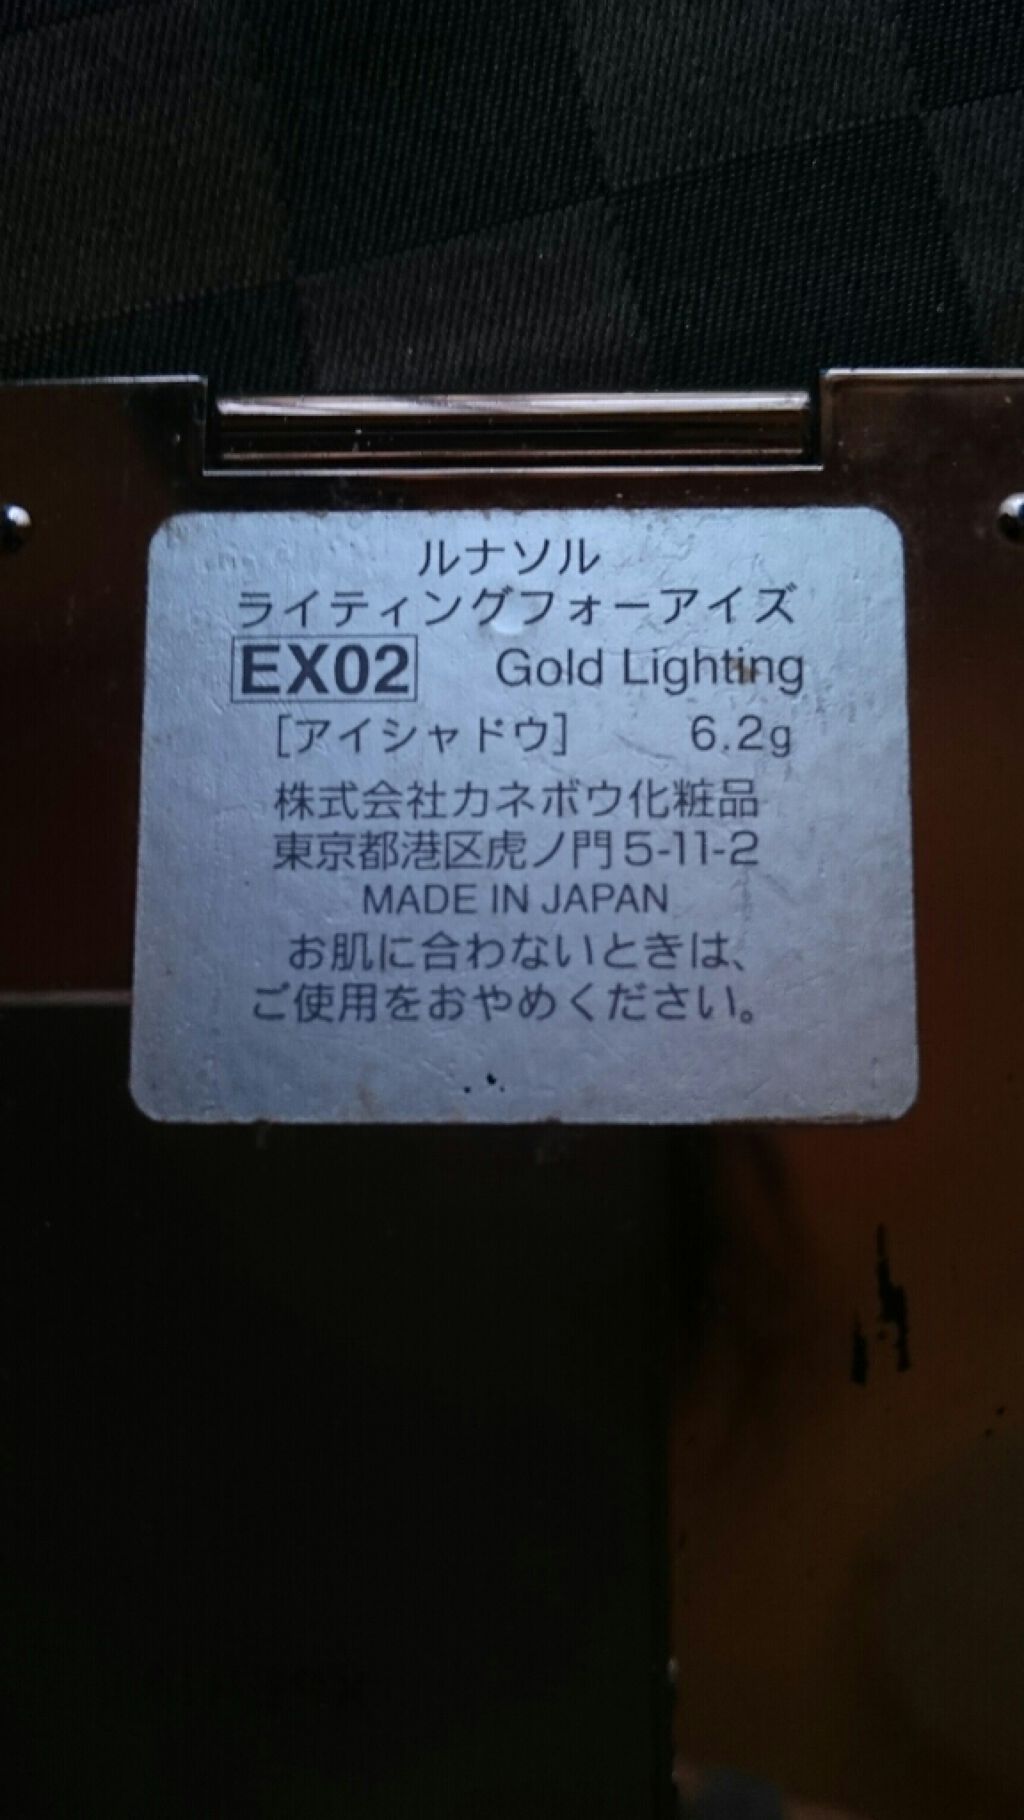 ルナソル
ライティングフォーアイズ
EX02 Gold Lighting
[アイシャドウ] 6.2g
株式会社カネボウ化粧品
東京都港区虎ノ門5-11-2
MADE IN JAPAN
お肌に合わないときは、
ご使用をおやめください。